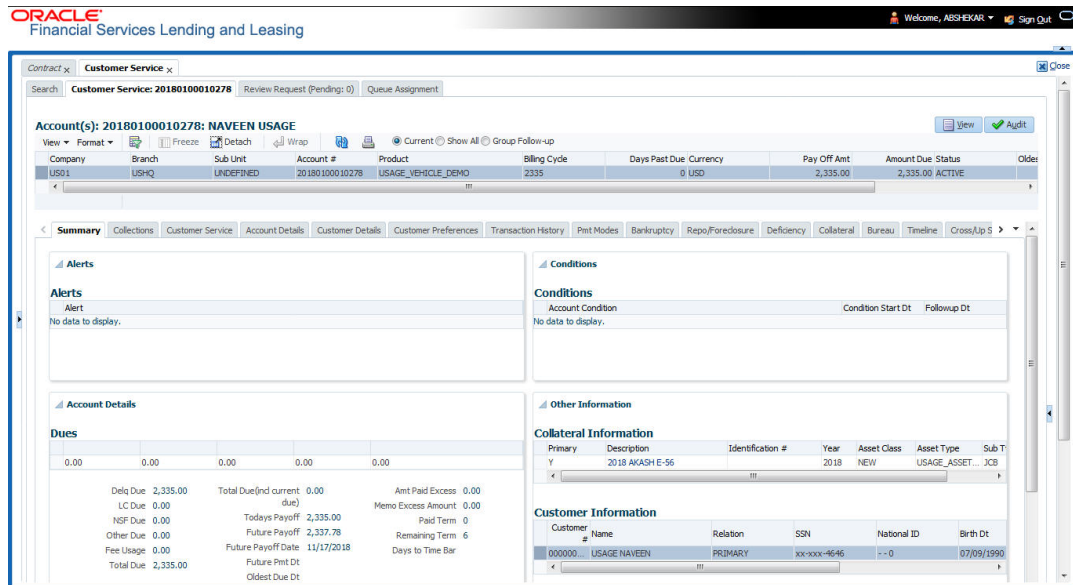 ORACLE
Financial Services Lending and Leasing
Welcome, ABSHEKAR Sign Out
Contract x Customer Service x Close
Search Customer Service: 20180100010278 Review Request (Pending: 0) Queue Assignment
Account(s): 20180100010278: NAVEEN USAGE View Audit
View Format Freeze Detach Wrap Current Show All Group Follow-up
Company Branch Sub Unit Account # Product Billing Cycle Days Past Due Currency Pay Off Amt Amount Due Status Oldes
US01 USHQ UNDEFINED 20180100010278 USAGE_VEHICLE_DEMO 2335 0 USD 2,335.00 2,335.00 ACTIVE
Summary Collections Customer Service Account Details Customer Details Customer Preferences Transaction History Pmt Modes Bankruptcy Repo/Foreclosure Deficiency Collateral Bureau Timeline Cross/Up S
Alerts
Alerts
Alert
No data to display.
Conditions
Conditions
Account Condition Condition Start Dt Followup Dt
No data to display.
Account Details
Dues
0.00 0.00 0.00 0.00 0.00
Delq Due 2,335.00
LC Due 0.00
NSF Due 0.00
Other Due 0.00
Fee Usage 0.00
Total Due 2,335.00
Total Due(incl current 0.00
due)
Todays Payoff 2,335.00
Future Payoff 2,337.78
Future Payoff Date 11/17/2018
Future Pmt Dt
Oldest Due Dt
Amt Paid Excess 0.00
Memo Excess Amount 0.00
Paid Term 0
Remaining Term 6
Days to Time Bar
Other Information
Collateral Information
Primary Description Identification # Year Asset Class Asset Type Sub T
Y 2018 AKASH E-56 2018 NEW USAGE_ASSET... JCB
Customer Information
Customer # Name Relation SSN National ID Birth Dt
000000... USAGE NAVEEN PRIMARY xx-xxx-4646 - - 0 07/09/1990